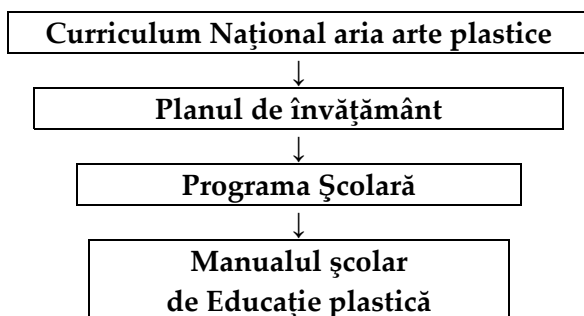 Curriculum Naţional aria arte plastice
↓
Planul de învăţământ
↓
Programa Şcolară
↓
Manualul şcolar
de Educaţie plastică